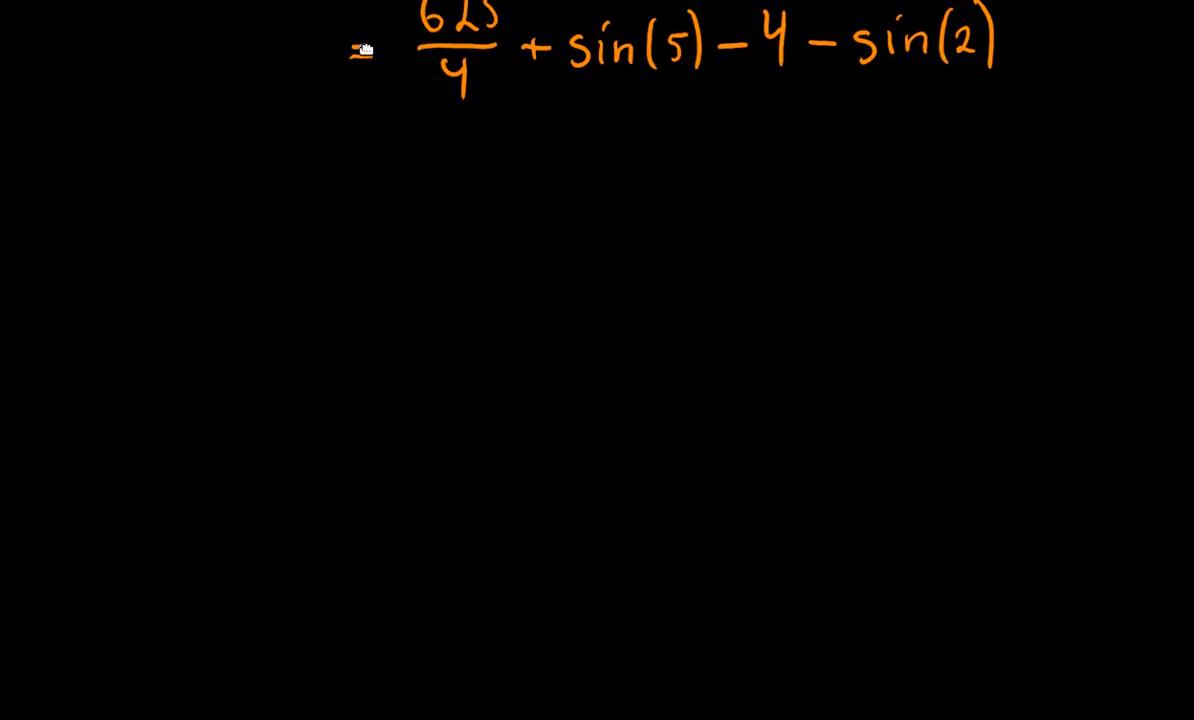 = 625/4 + sin(5) - 4 - sin(2)